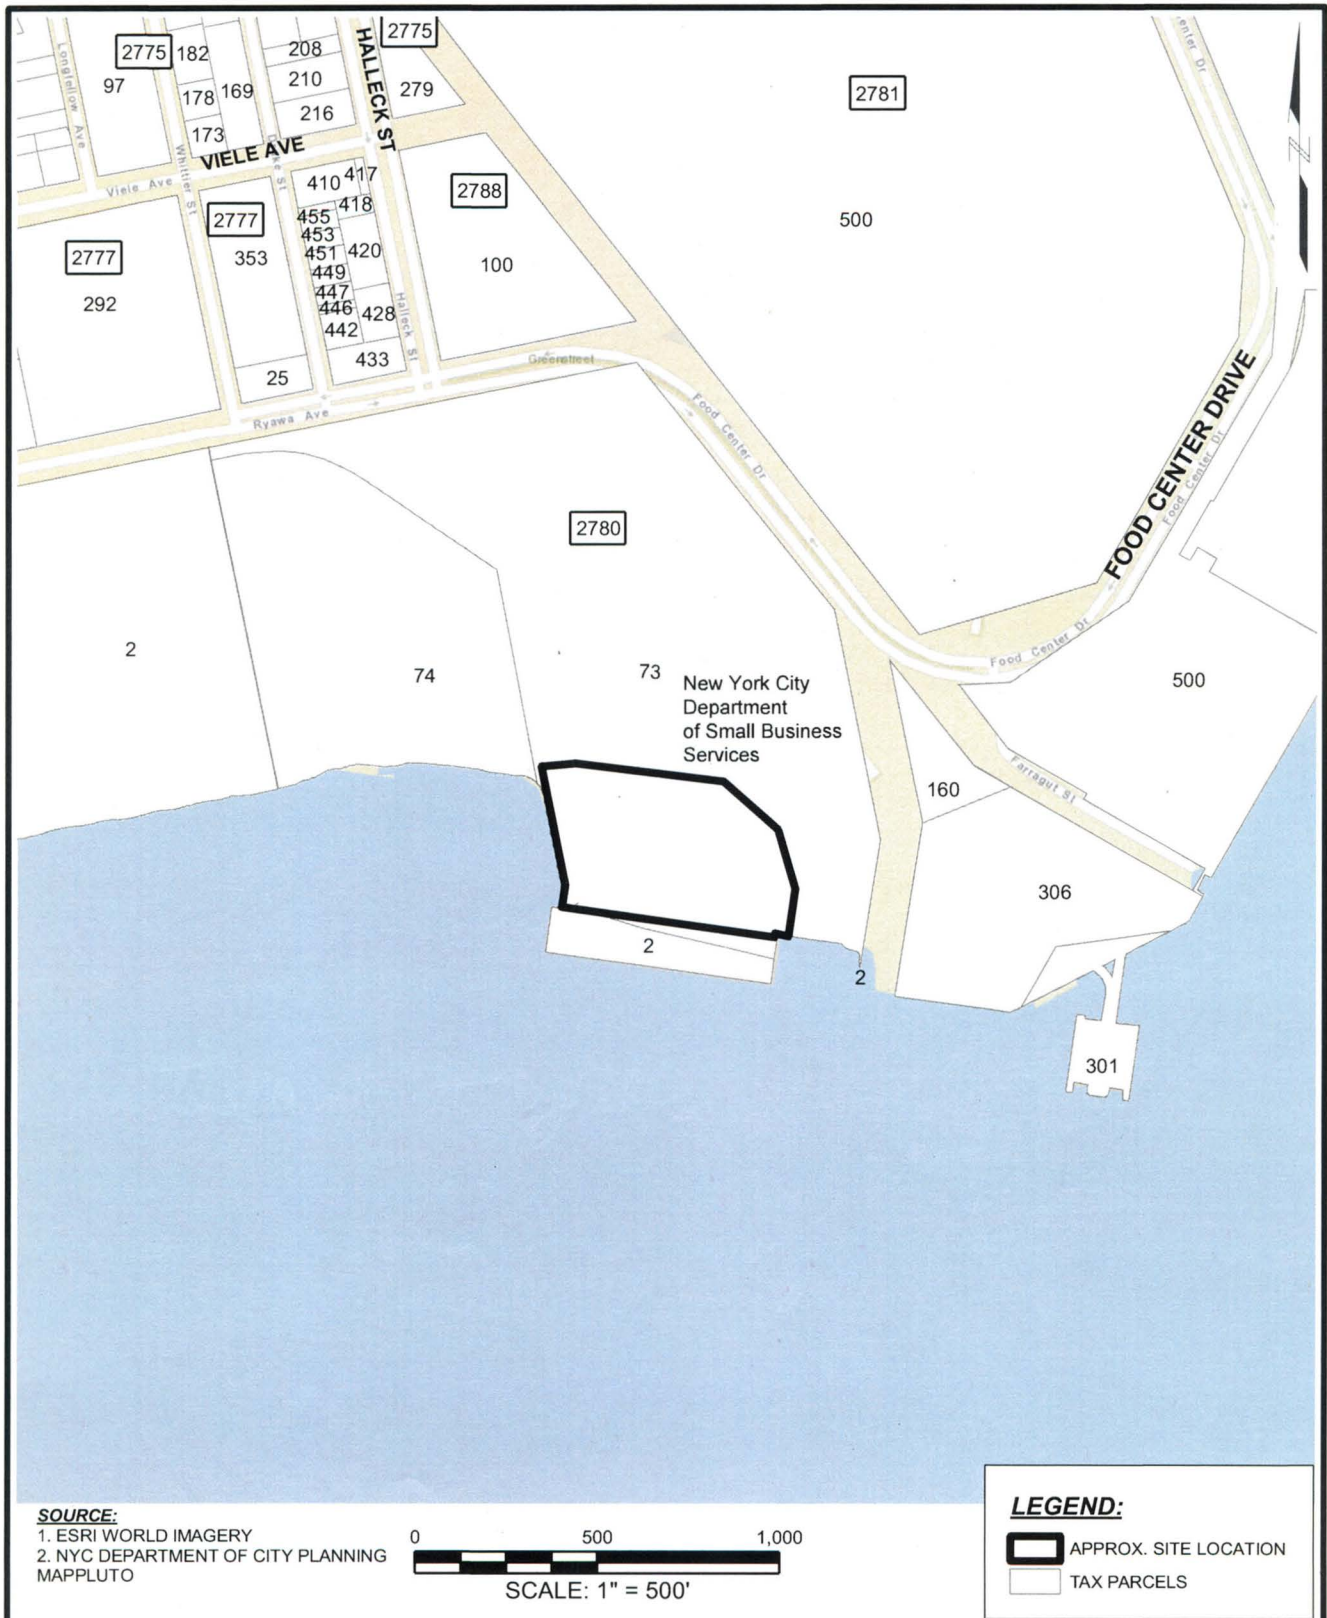 2775
182
97
178
169
173
208
210
216
HALLECK ST
2775
279
2781
500
Longfellow Ave
Whittier St
VIELE AVE
Viele Ave
410
417
418
2788
100
2777
292
2777
353
455
453
451
449
447
446
442
420
428
433
25
Halleck St
Greenstreet
Ryawa Ave
Food Center Dr
FOOD CENTER DRIVE
Food Center Dr
Food Center Dr
2780
2
74
73
New York City
Department
of Small Business
Services
500
160
Farragut St
306
2
2
301
N
SOURCE:
1. ESRI WORLD IMAGERY
2. NYC DEPARTMENT OF CITY PLANNING
MAPPLUTO
0 500 1,000
SCALE: 1" = 500'
LEGEND:
APPROX. SITE LOCATION
TAX PARCELS